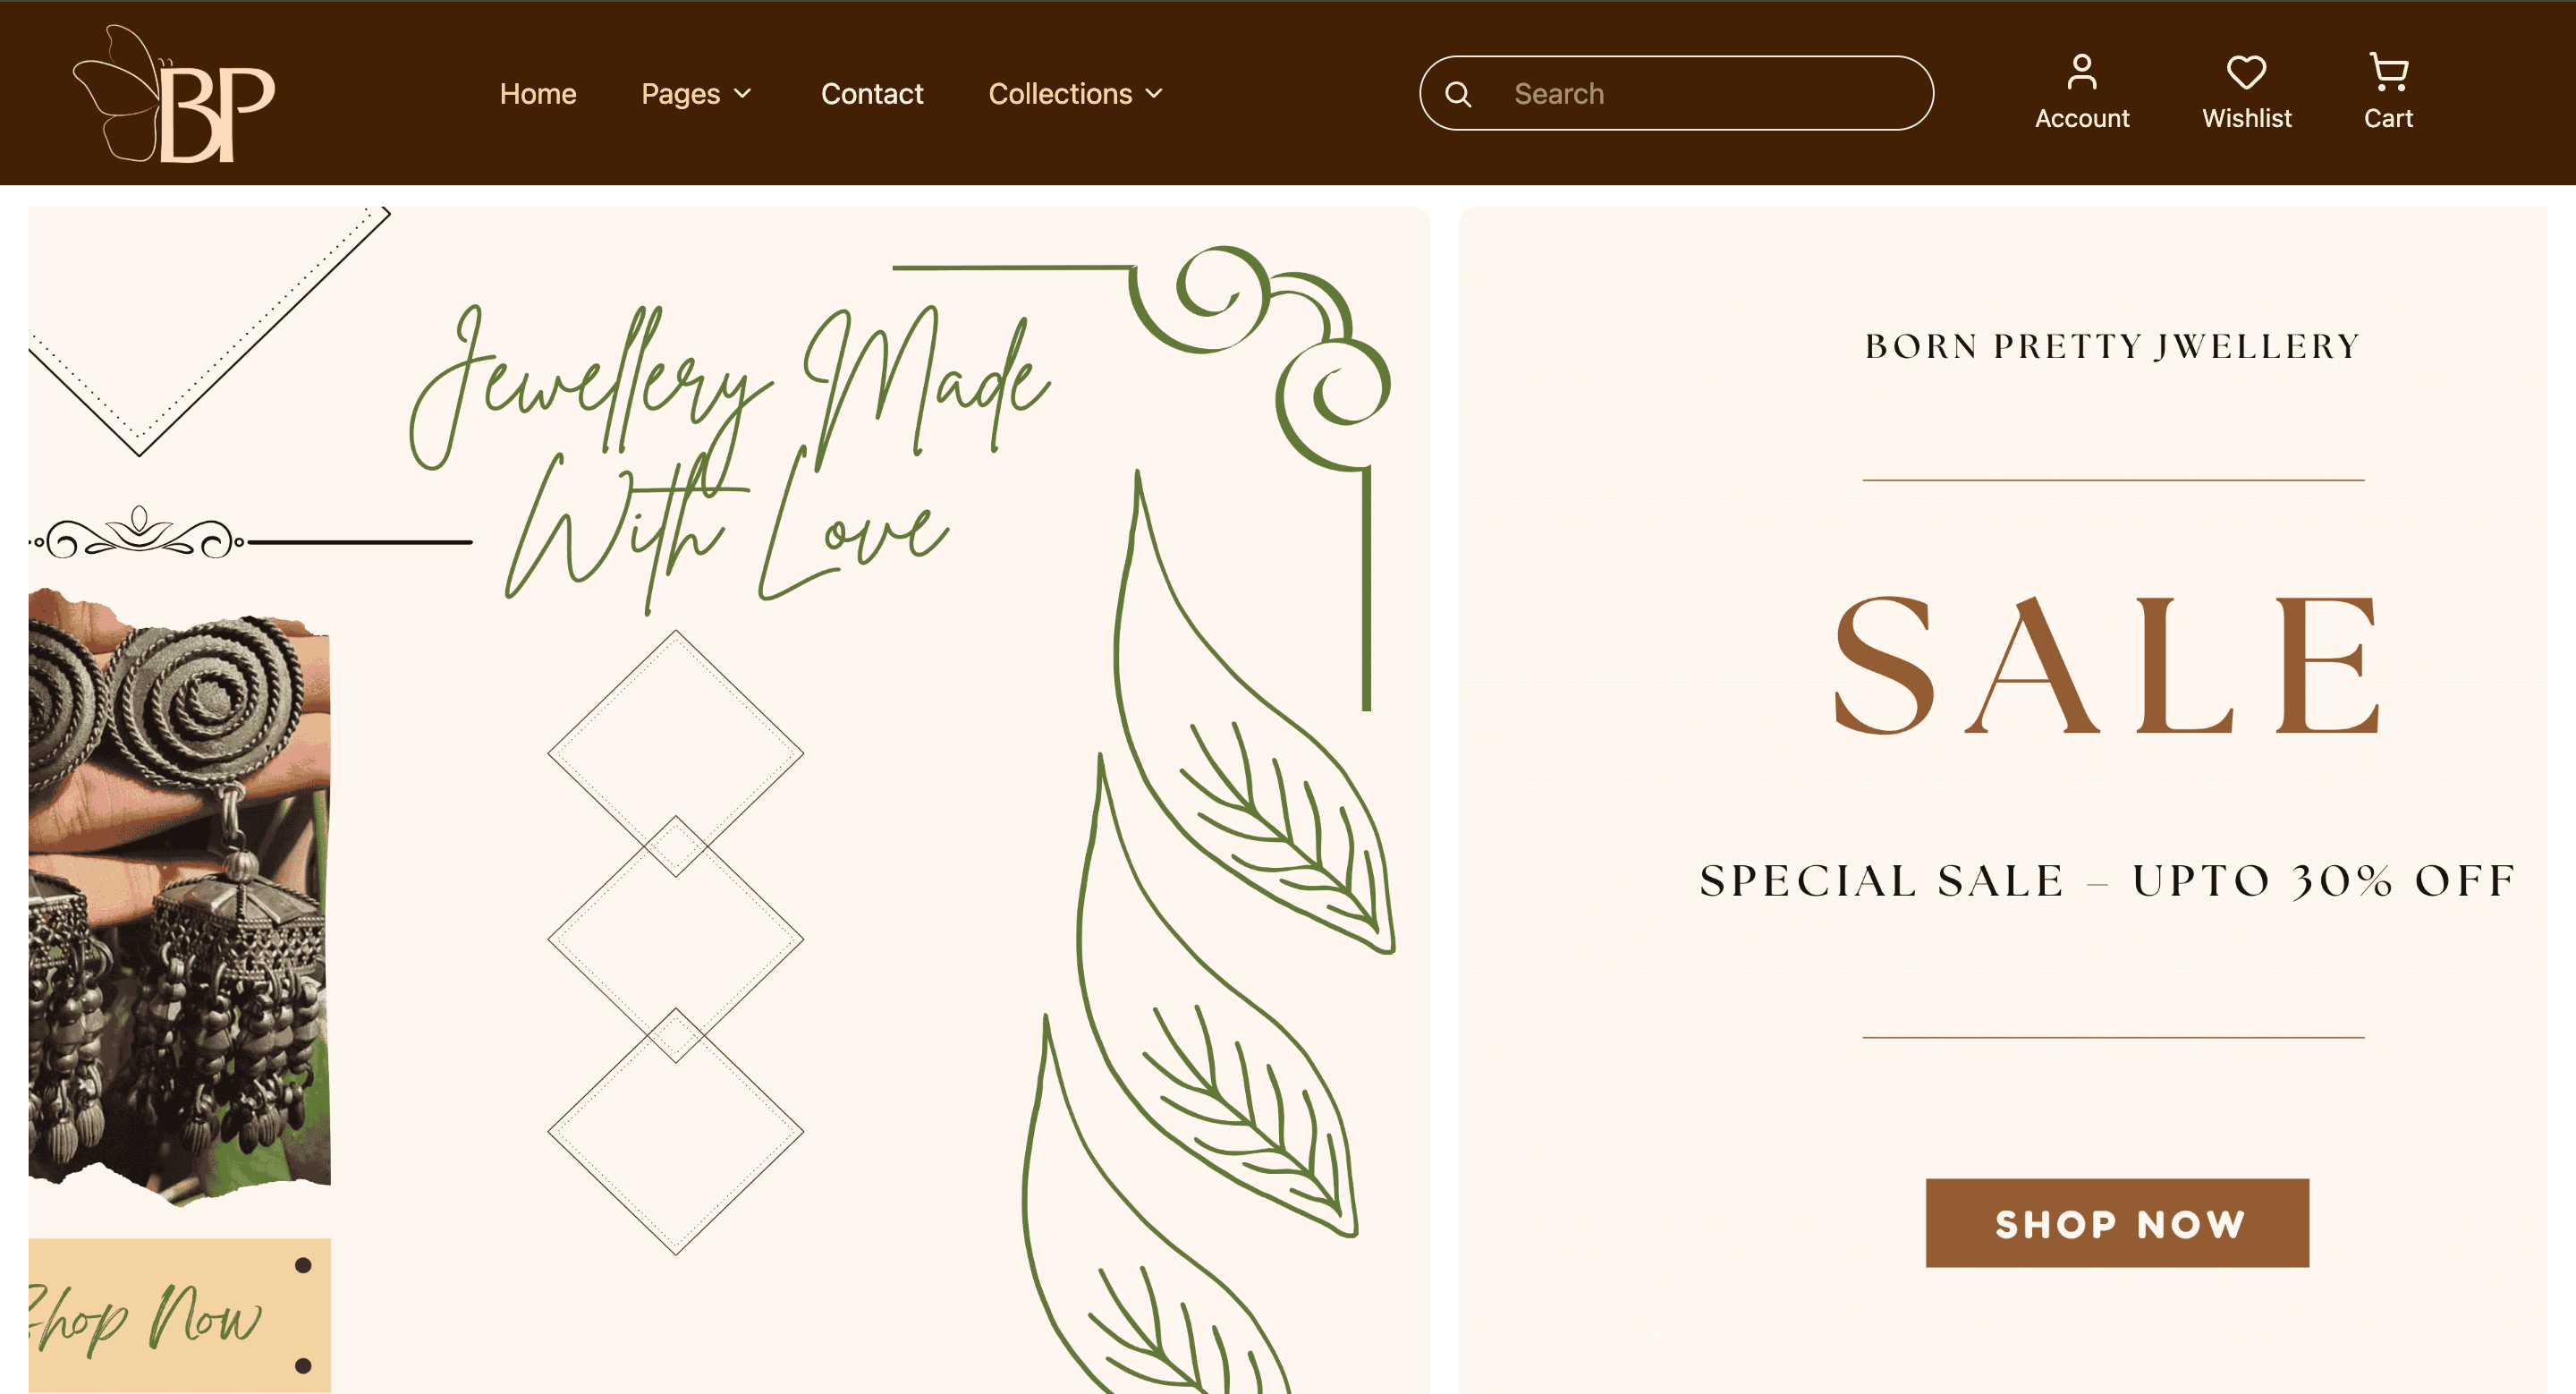 BP
Home
Pages
Contact
Collections
Search
Account
Wishlist
Cart
Jewellery Made
With Love
Shop Now
BORN PRETTY JWELLERY
SALE
SPECIAL SALE – UPTO 30% OFF
SHOP NOW